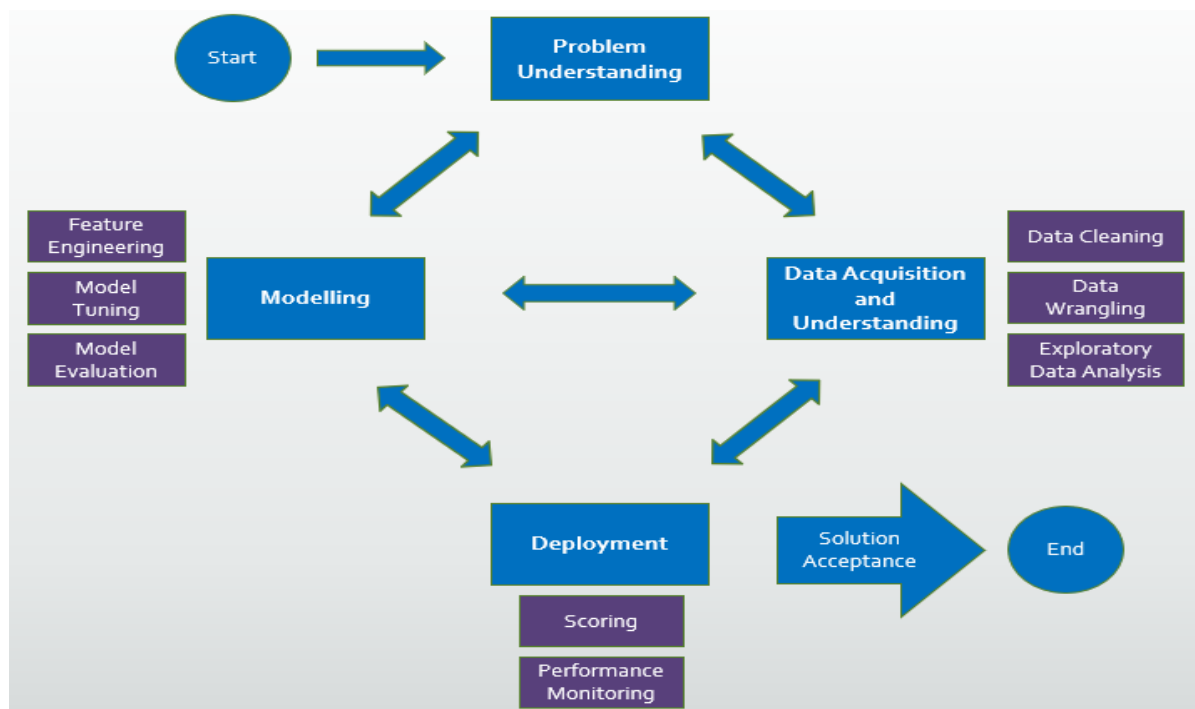 Start
Problem
Understanding
Feature
Engineering
Model
Tuning
Model
Evaluation
Modelling
Data Acquisition
and
Understanding
Data Cleaning
Data
Wrangling
Exploratory
Data Analysis
Deployment
Scoring
Performance
Monitoring
Solution
Acceptance
End